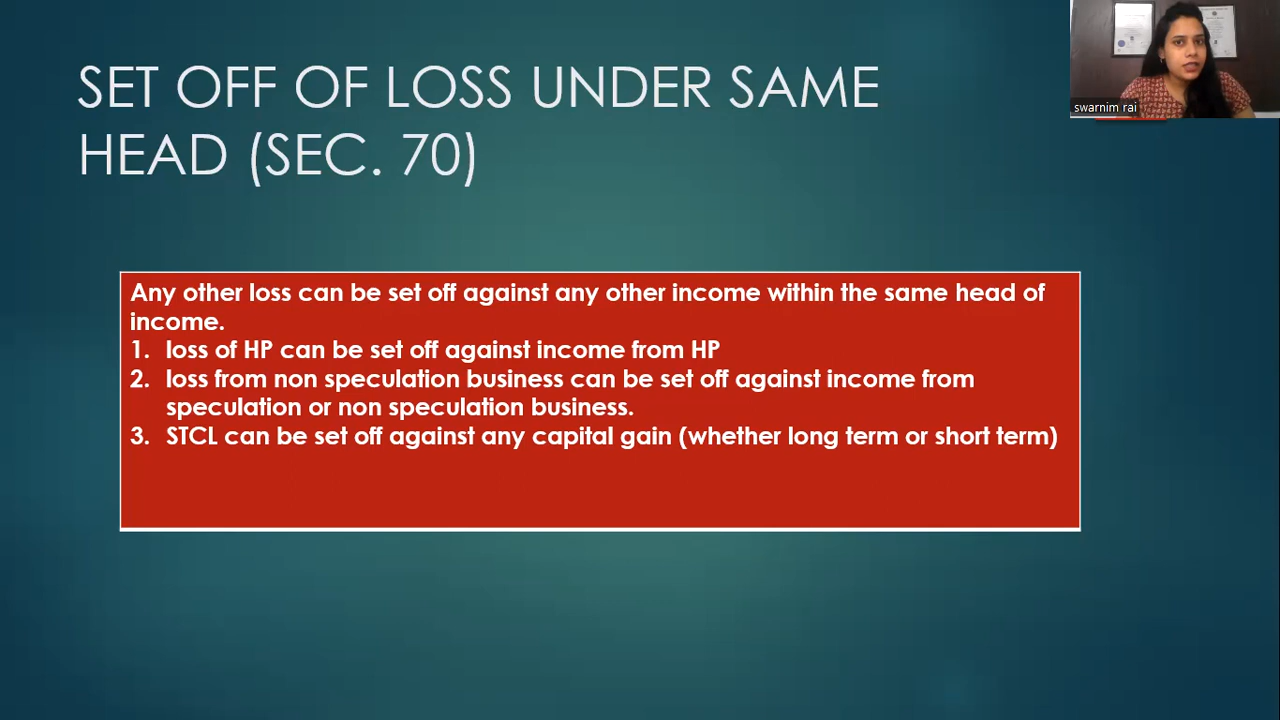 SET OFF OF LOSS UNDER SAME
HEAD (SEC. 70)
swarnim rai
Any other loss can be set off against any other income within the same head of
income.
1. loss of HP can be set off against income from HP
2. loss from non speculation business can be set off against income from
speculation or non speculation business.
3. STCL can be set off against any capital gain (whether long term or short term)